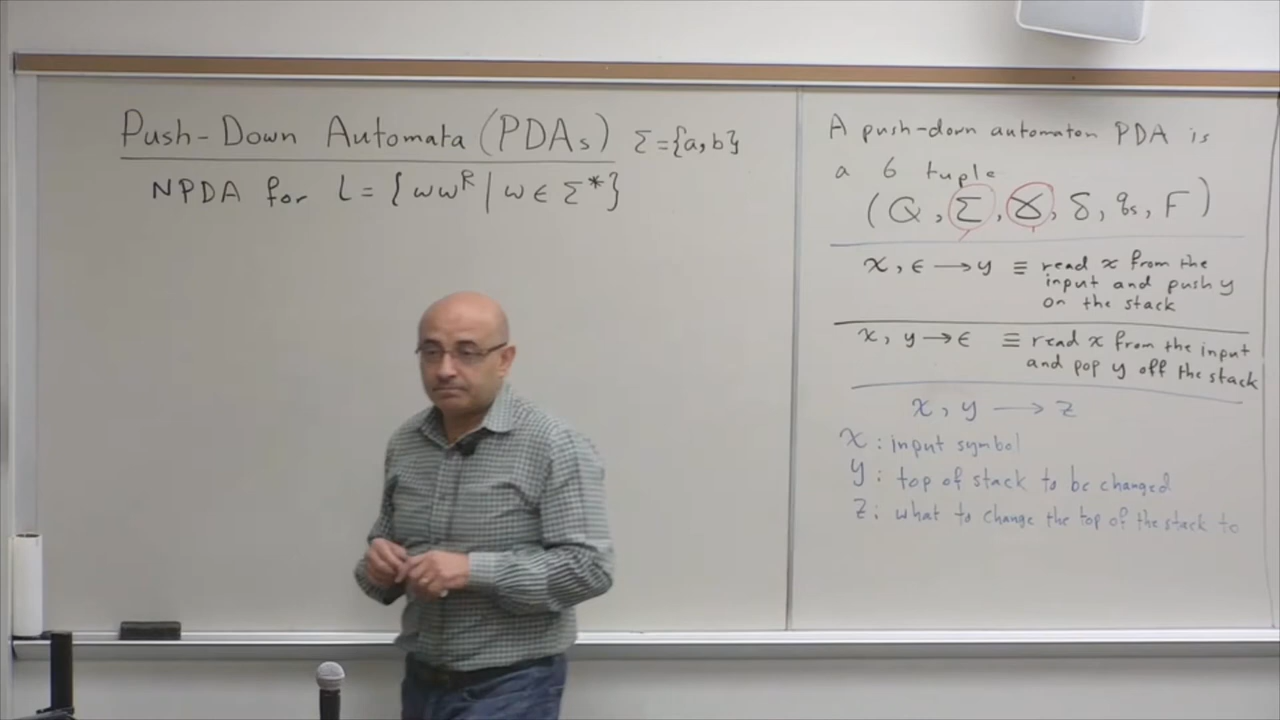 Push-Down Automata (PDAs) Σ={a,b}
NPDA for L = {ww^R | w ∈ Σ*}
A push-down automaton PDA is
a 6 tuple
(Q, Σ, Ɣ, δ, q_s, F)
x, ϵ → y ≡ read x from the
input and push y
on the stack
x, y → ϵ ≡ read x from the input
and pop y off the stack
x, y → z
x : input symbol
y : top of stack to be changed
z : what to change the top of the stack to